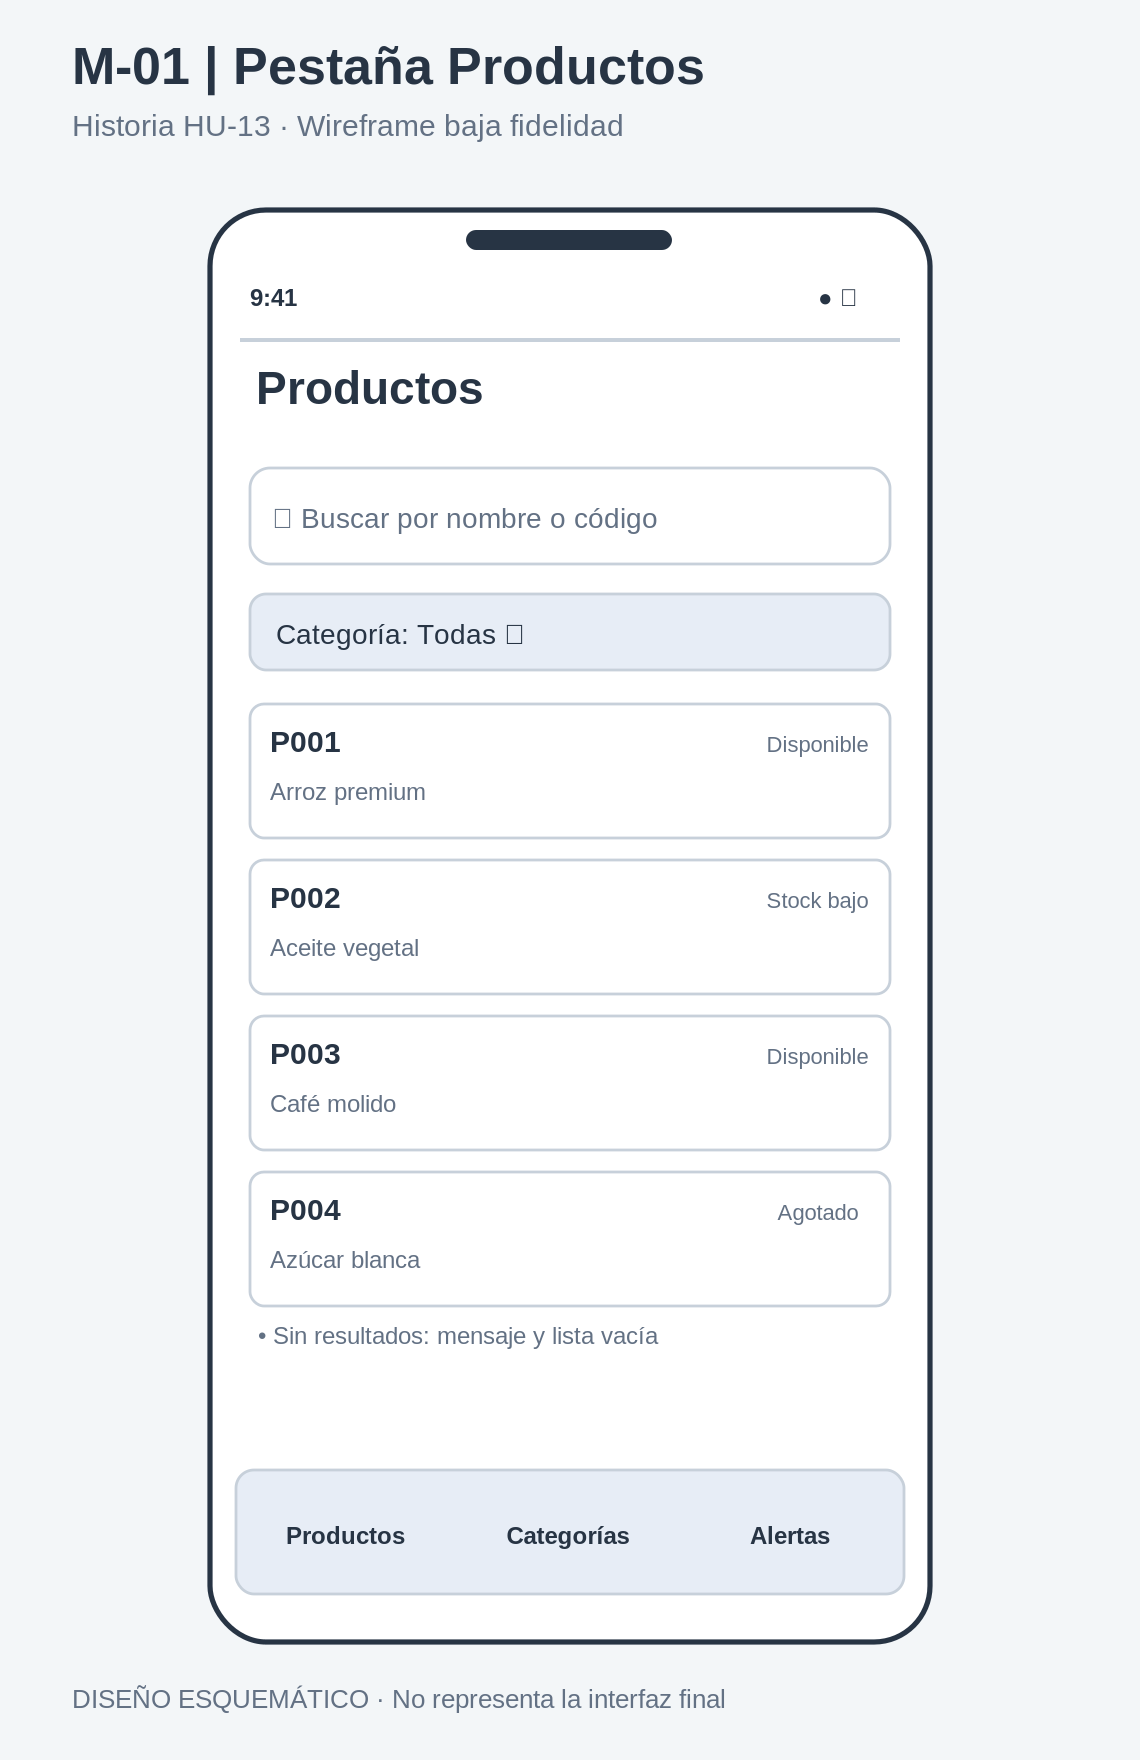 M-01 | Pestaña Productos
Historia HU-13 · Wireframe baja fidelidad
9:41 ●
Productos
Buscar por nombre o código
Categoría: Todas
P001 Disponible
Arroz premium
P002 Stock bajo
Aceite vegetal
P003 Disponible
Café molido
P004 Agotado
Azúcar blanca
• Sin resultados: mensaje y lista vacía
Productos Categorías Alertas
DISEÑO ESQUEMÁTICO · No representa la interfaz final